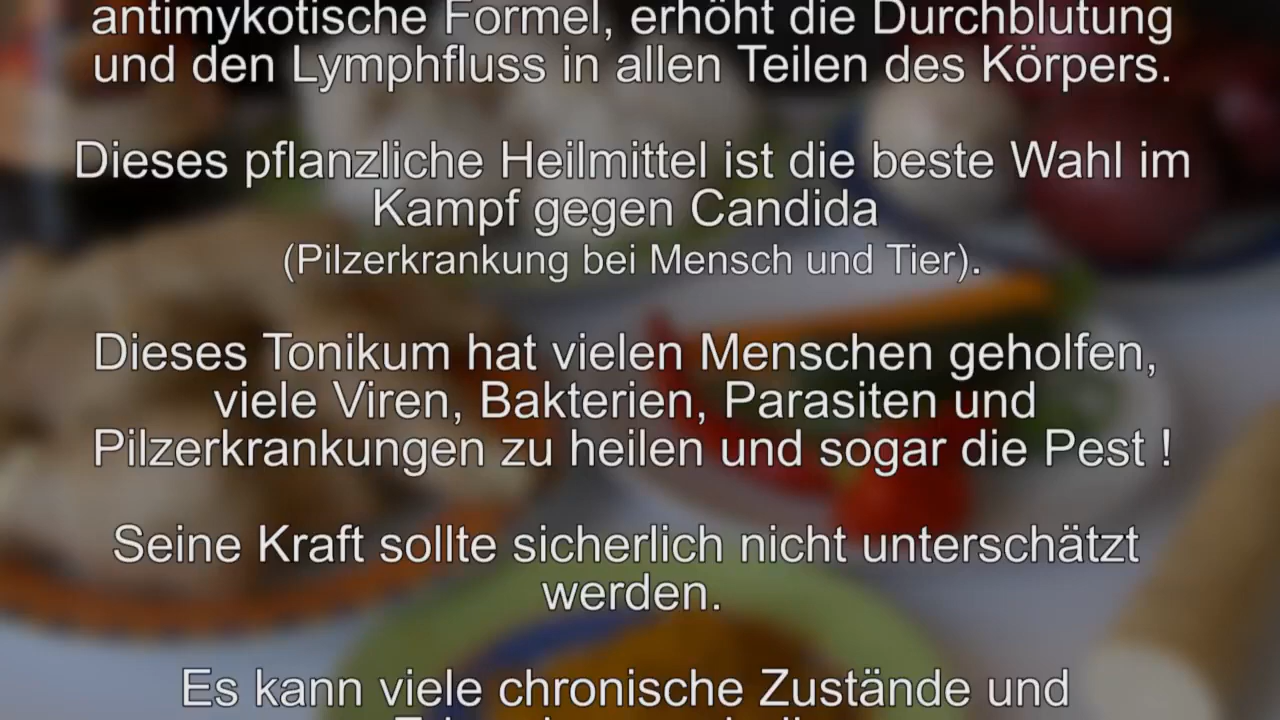 antimykotische Formel, erhöht die Durchblutung
und den Lymphfluss in allen Teilen des Körpers.
Dieses pflanzliche Heilmittel ist die beste Wahl im
Kampf gegen Candida
(Pilzerkrankung bei Mensch und Tier).
Dieses Tonikum hat vielen Menschen geholfen,
viele Viren, Bakterien, Parasiten und
Pilzerkrankungen zu heilen und sogar die Pest !
Seine Kraft sollte sicherlich nicht unterschätzt
werden.
Es kann viele chronische Zustände und